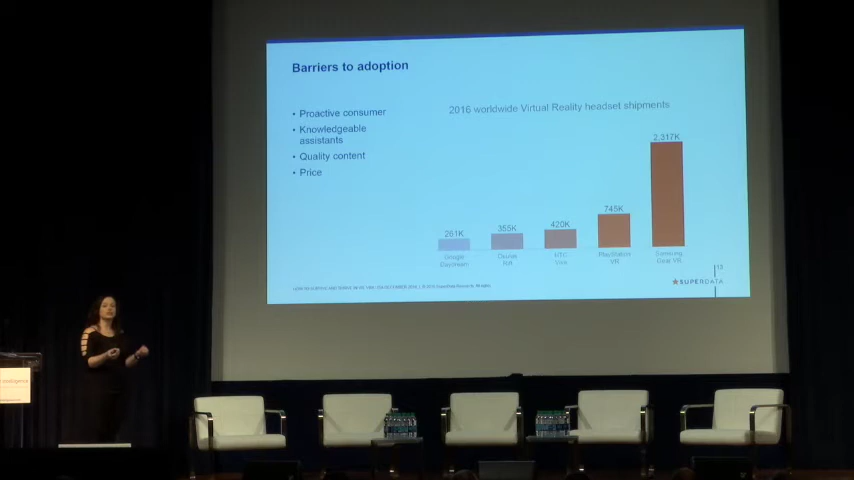 Barriers to adoption
• Proactive consumer
• Knowledgeable
assistants
• Quality content
• Price
2016 worldwide Virtual Reality headset shipments
261K
355K
420K
745K
2,317K
Google
Daydream
Oculus
Rift
HTC
Vive
PlayStation
VR
Samsung
Gear VR
13
SUPERDATA